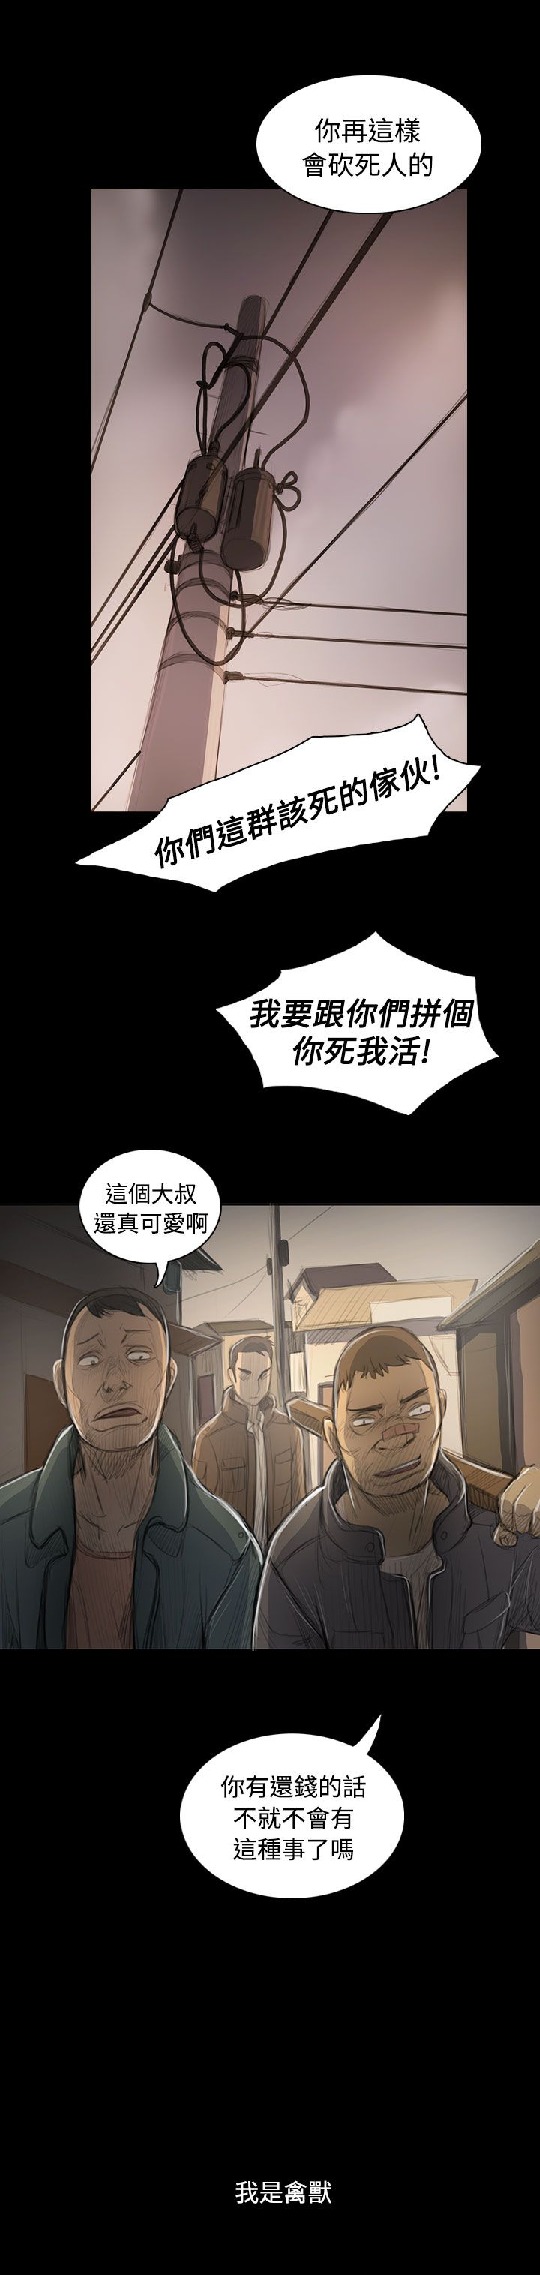 你再這樣
會砍死人的
你們這群該死的傢伙!
我要跟你們拼個
你死我活!
這個大叔
還真可愛啊
你有還錢的話
不就不會有
這種事了嗎
我是禽獸